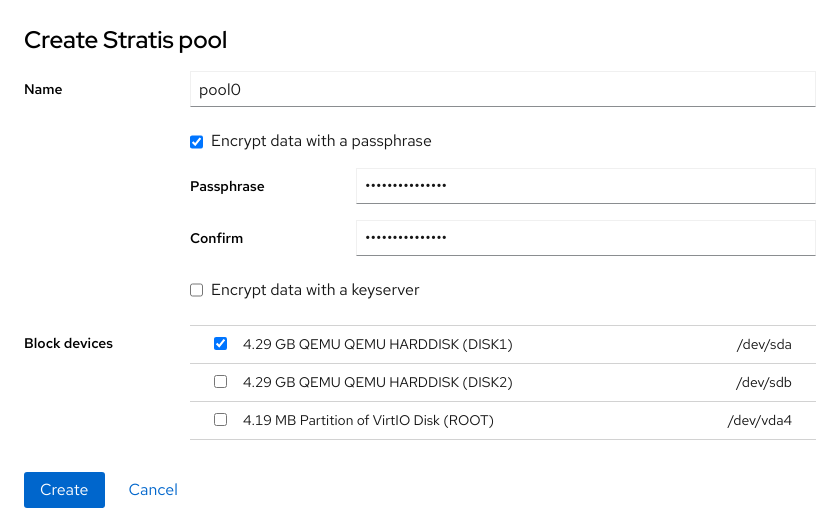 Create Stratis pool
Name pool0
Encrypt data with a passphrase
Passphrase •••••••••••••••
Confirm •••••••••••••••
Encrypt data with a keyserver
Block devices 4.29 GB QEMU QEMU HARDDISK (DISK1) /dev/sda
4.29 GB QEMU QEMU HARDDISK (DISK2) /dev/sdb
4.19 MB Partition of VirtIO Disk (ROOT) /dev/vda4
Create Cancel